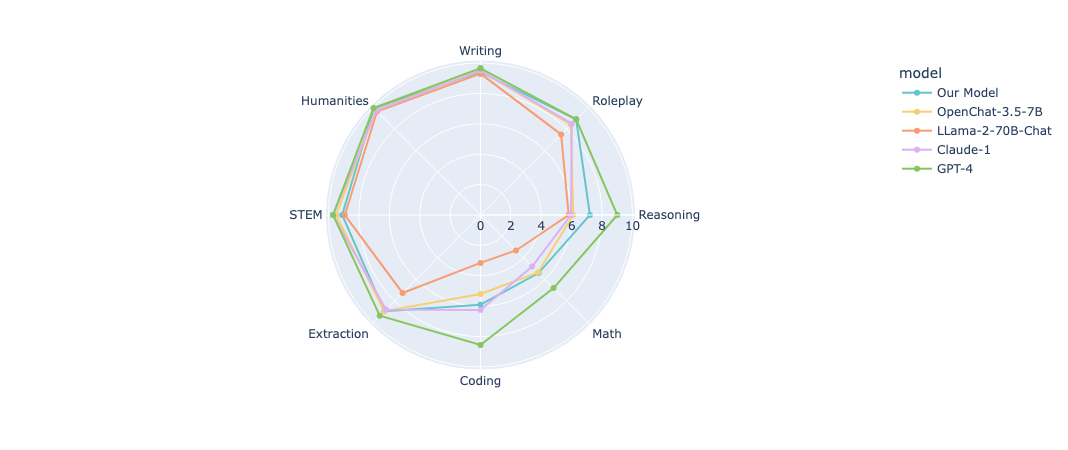 Writing
Humanities
Roleplay
STEM
Reasoning
0 2 4 6 8 10
Extraction
Math
Coding
model
Our Model
OpenChat-3.5-7B
LLama-2-70B-Chat
Claude-1
GPT-4